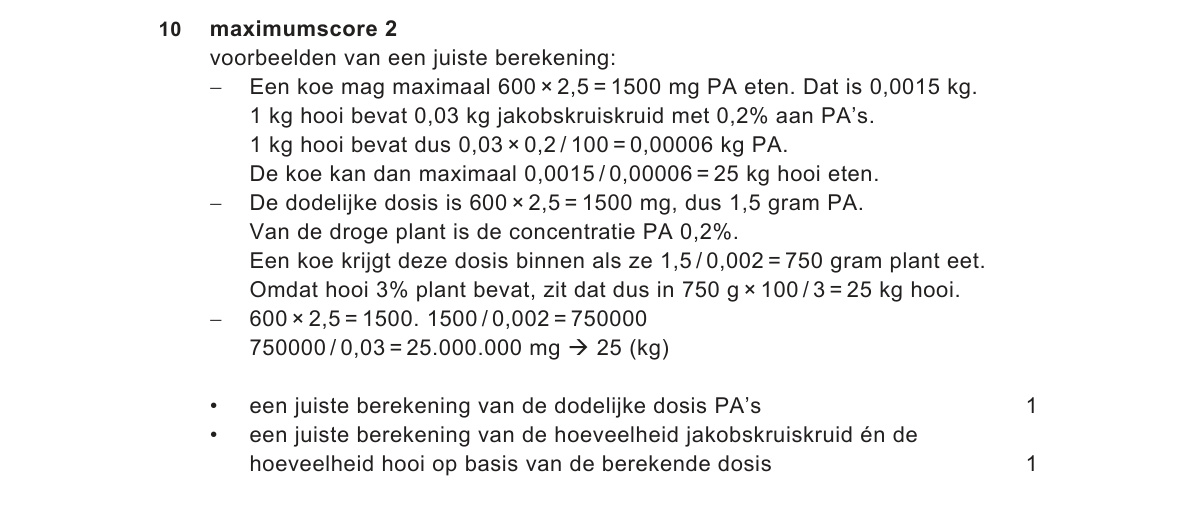 10 maximumscore 2
voorbeelden van een juiste berekening:
– Een koe mag maximaal 600 × 2,5 = 1500 mg PA eten. Dat is 0,0015 kg.
1 kg hooi bevat 0,03 kg jakobskruiskruid met 0,2% aan PA's.
1 kg hooi bevat dus 0,03 × 0,2 / 100 = 0,00006 kg PA.
De koe kan dan maximaal 0,0015 / 0,00006 = 25 kg hooi eten.
– De dodelijke dosis is 600 × 2,5 = 1500 mg, dus 1,5 gram PA.
Van de droge plant is de concentratie PA 0,2%.
Een koe krijgt deze dosis binnen als ze 1,5 / 0,002 = 750 gram plant eet.
Omdat hooi 3% plant bevat, zit dat dus in 750 g × 100 / 3 = 25 kg hooi.
– 600 × 2,5 = 1500. 1500 / 0,002 = 750000
750000 / 0,03 = 25.000.000 mg → 25 (kg)
• een juiste berekening van de dodelijke dosis PA's 1
• een juiste berekening van de hoeveelheid jakobskruiskruid én de
hoeveelheid hooi op basis van de berekende dosis 1